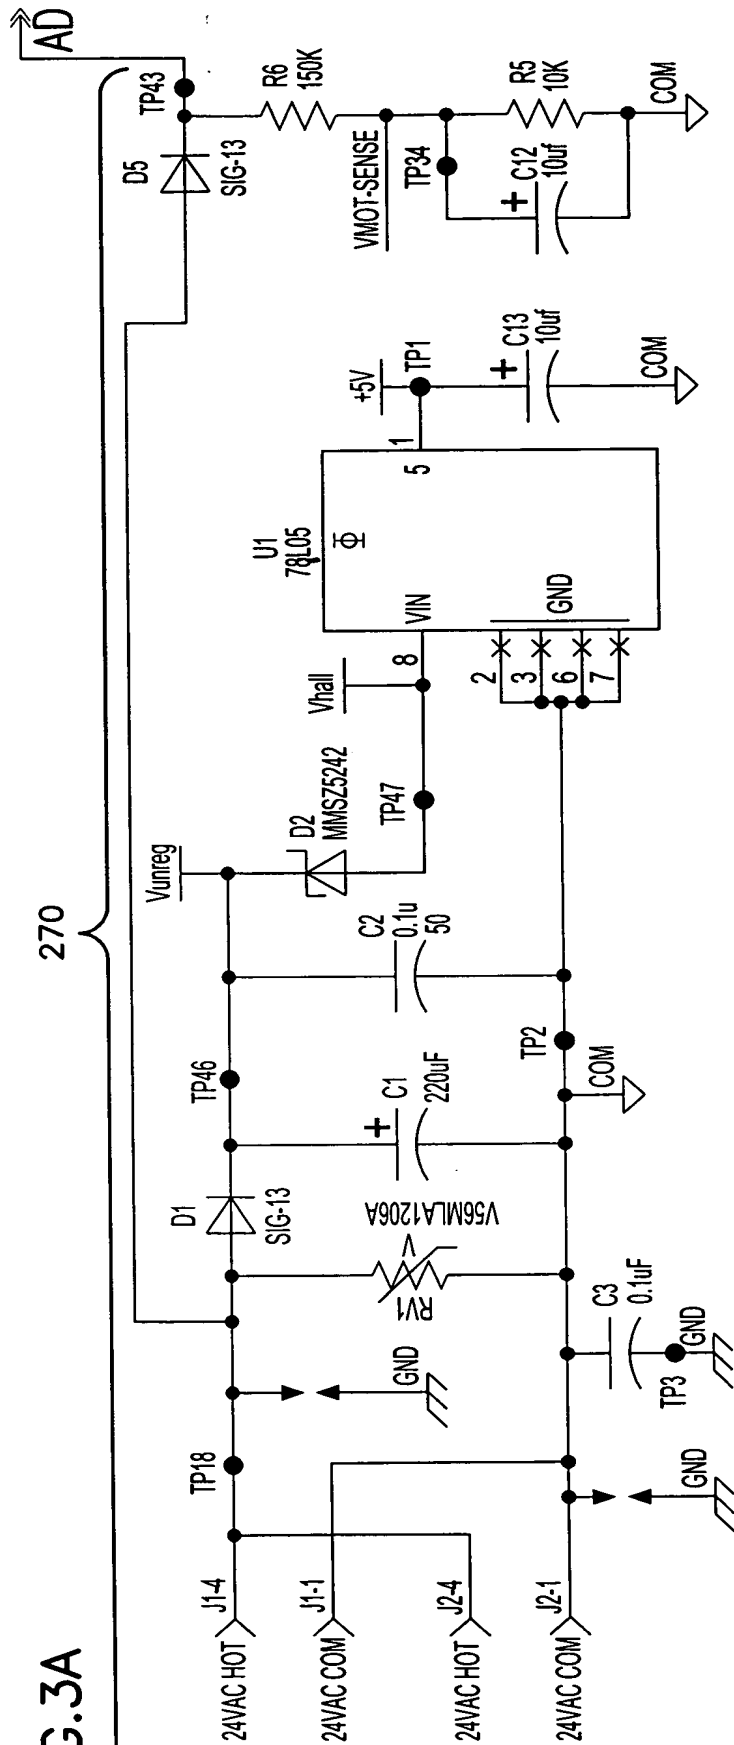 G.3A
270
AD
TP43
D5
SIG-13
R6
150K
VMOT-SENSE
TP34
R5
10K
C12
10uf
+
COM
U1
78L05
VIN
8
5
1
GND
2
3
6
7
+5V
TP1
C13
10uf
+
COM
Vhall
TP47
D2
MMSZ5242
Vunreg
C2
0.1u
50
TP46
C1
220uF
+
TP2
COM
D1
SIG-13
RV1
V
V56MLA1206A
C3
0.1uF
GND
TP3
GND
TP18
GND
J1-4
24VAC HOT
J1-1
24VAC COM
J2-4
24VAC HOT
J2-1
24VAC COM